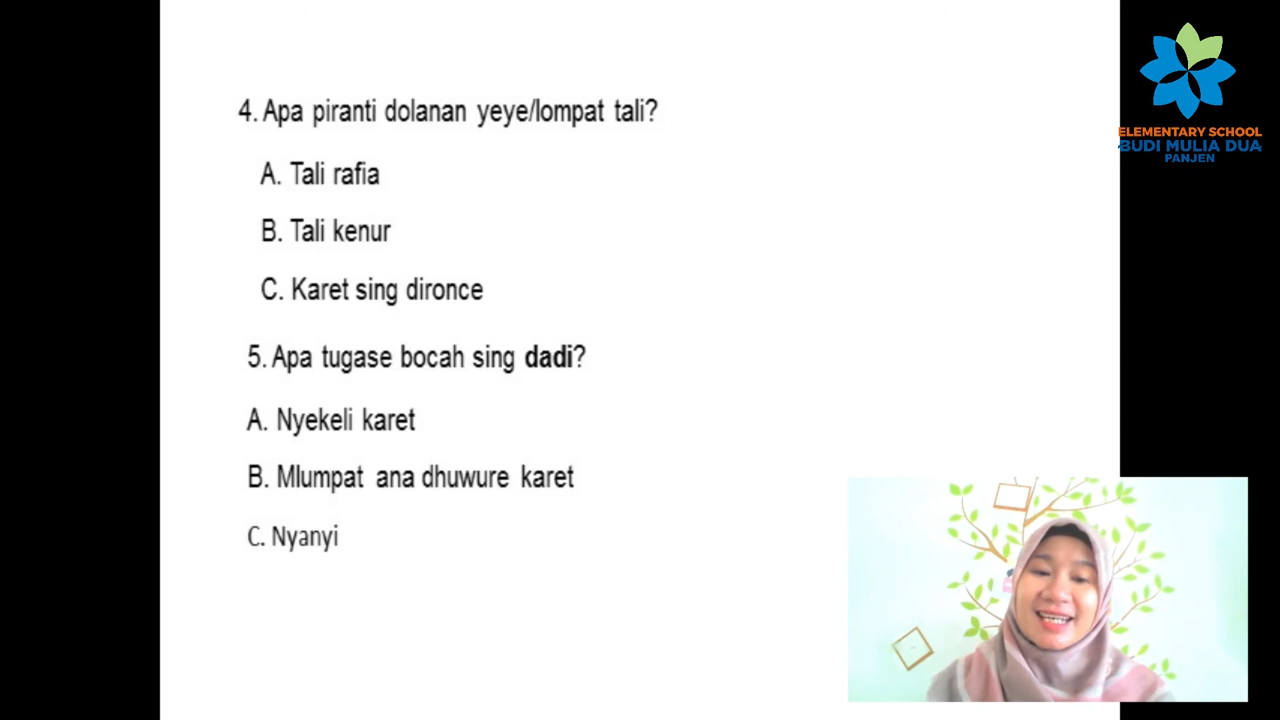 4. Apa piranti dolanan yeye/lompat tali?
A. Tali rafia
B. Tali kenur
C. Karet sing dironce
5. Apa tugase bocah sing dadi?
A. Nyekeli karet
B. Mlumpat ana dhuwure karet
C. Nyanyi
ELEMENTARY SCHOOL
BUDI MULIA DUA
PANJEN